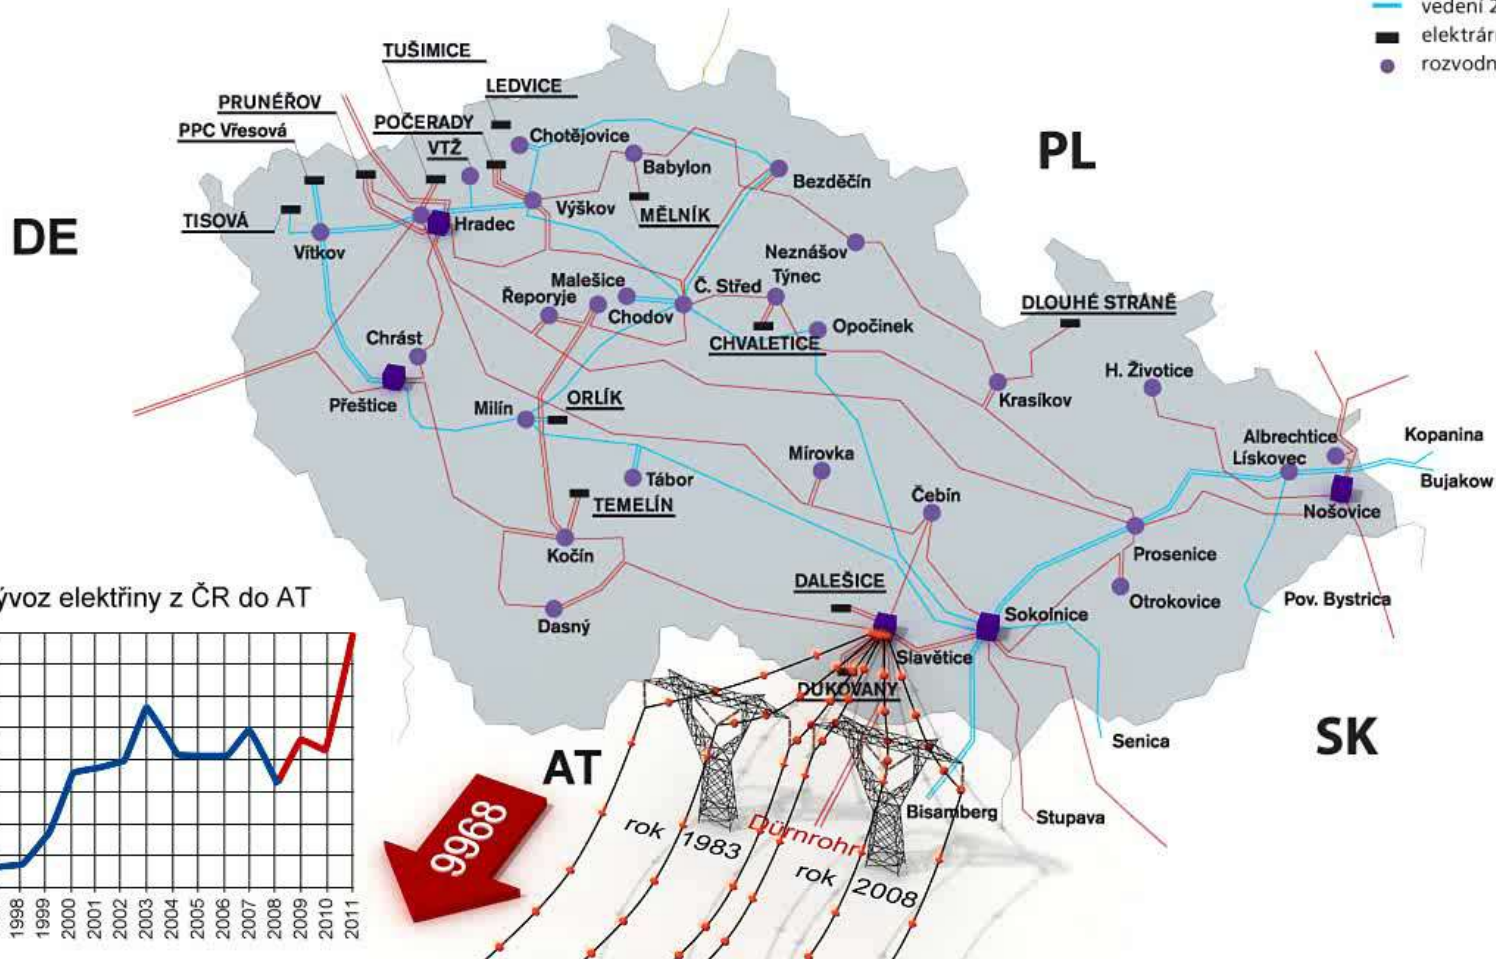 vedení 2
elektrár
rozvodn
TUŠIMICE
LEDVICE
PRUNÉŘOV
POČERADY
PPC Vřesová
VTŽ
Chotějovice
Babylon
PL
Bezděčín
DE
TISOVÁ
Vítkov
Hradec
Výškov
MĚLNÍK
Neznášov
Malešice
Č. Střed
Týnec
Řeporyje
Chodov
DLOUHÉ STRÁNĚ
Opočinek
CHVALETICE
Chrást
H. Životice
Přeštice
Milín
ORLÍK
Krasíkov
Albrechtice
Kopanina
Lískovec
Mírovka
Tábor
Bujakow
Čebín
TEMELÍN
Nošovice
Kočín
Prosenice
DALEŠICE
ývoz elektřiny z ČR do AT
Otrokovice
Pov. Bystrica
Dasný
Sokolnice
Slavětice
DUKOVANY
SK
Senica
AT
Bisamberg
Stupava
9968
rok 1983
Dürnrohr
rok 2008
1998
1999
2000
2001
2002
2003
2004
2005
2006
2007
2008
2009
2010
2011